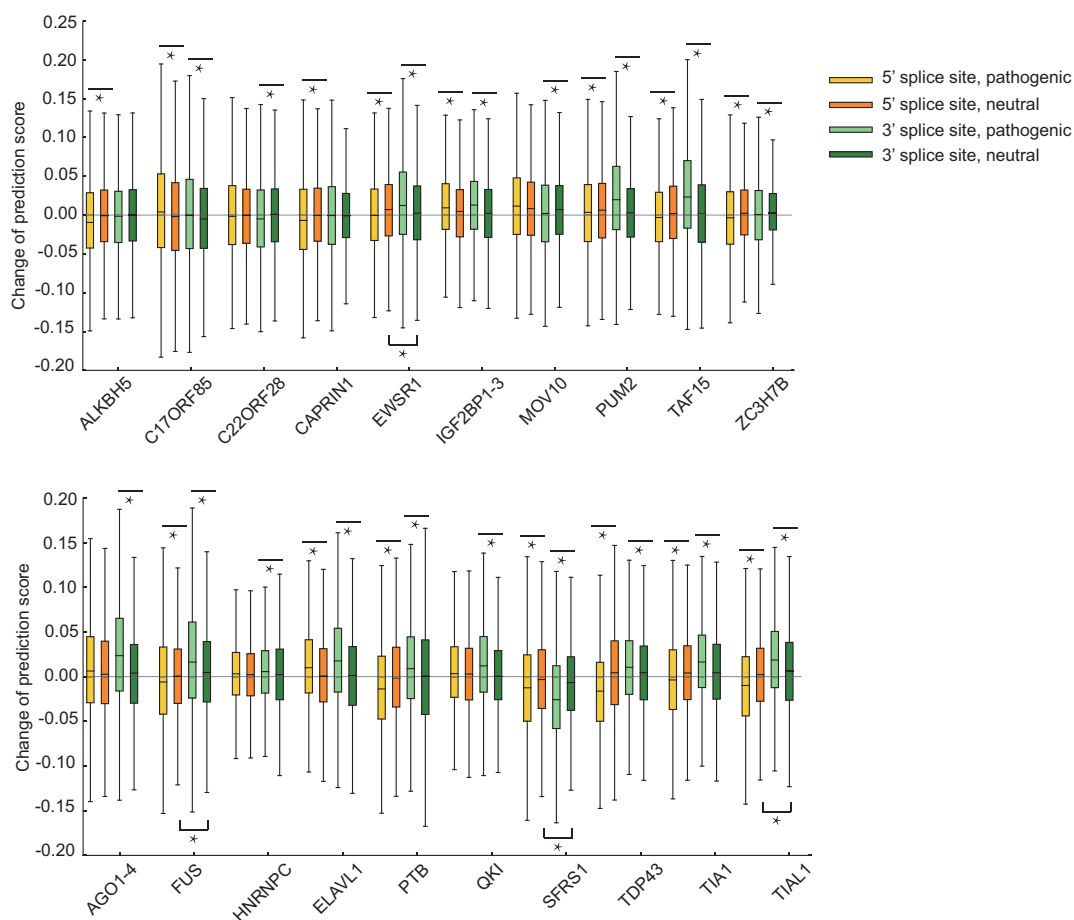 0.25
0.20
0.15
0.10
0.05
0.00
-0.05
-0.10
-0.15
-0.20
Change of prediction score
ALKBH5
C17ORF85
C22ORF28
CAPRIN1
EWSR1
IGF2BP1-3
MOV10
PUM2
TAF15
ZC3H7B
5' splice site, pathogenic
5' splice site, neutral
3' splice site, pathogenic
3' splice site, neutral
0.20
0.15
0.10
0.05
0.00
-0.05
-0.10
-0.15
-0.20
Change of prediction score
AGO1-4
FUS
HNRNPC
ELAVL1
PTB
QKI
SFRS1
TDP43
TIA1
TIAL1